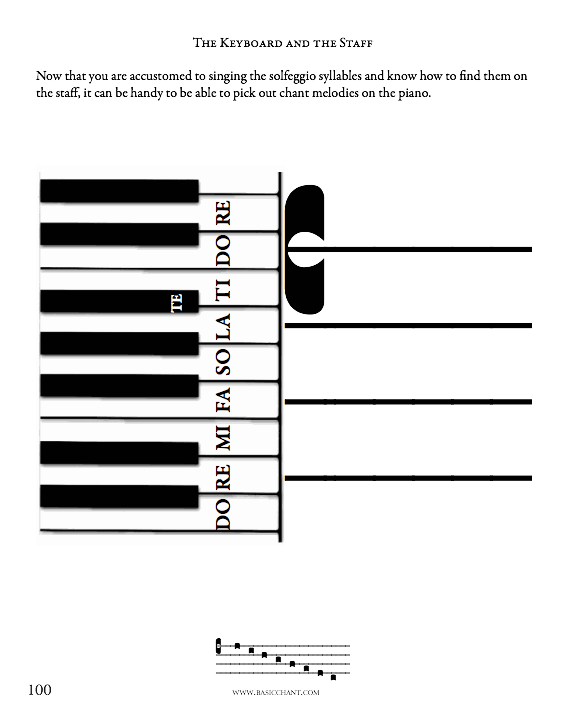 The Keyboard and the Staff
Now that you are accustomed to singing the solfeggio syllables and know how to find them on
the staff, it can be handy to be able to pick out chant melodies on the piano.
RE
DO
TI
TE
LA
SO
FA
MI
RE
DO
100
www.basicchant.com